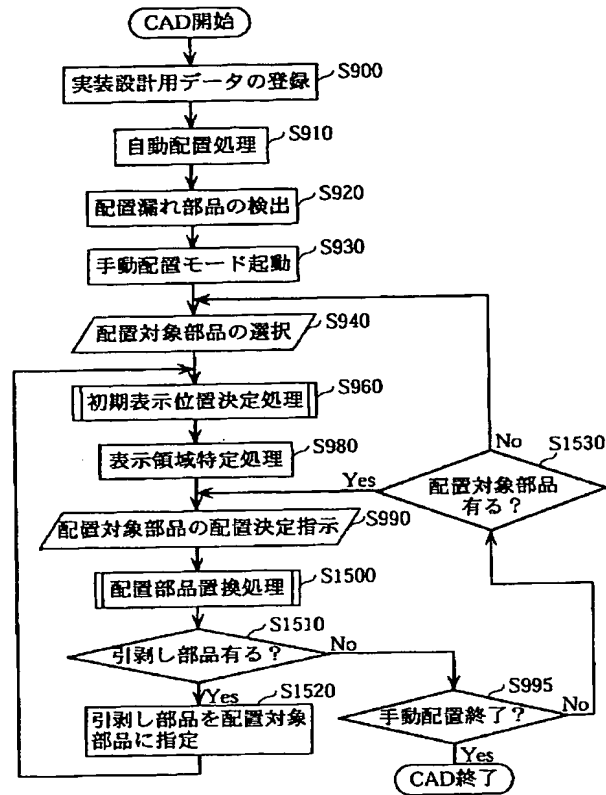 CAD開始
実装設計用データの登録
S900
自動配置処理
S910
配置漏れ部品の検出
S920
手動配置モード起動
S930
配置対象部品の選択
S940
初期表示位置決定処理
S960
No
S1530
表示領域特定処理
S980
Yes
配置対象部品
有る？
配置対象部品の配置決定指示
S990
配置部品置換処理
S1500
S1510
引剥し部品有る？
No
Yes
S1520
S995
引剥し部品を配置対象
部品に指定
手動配置終了？
No
Yes
CAD終了